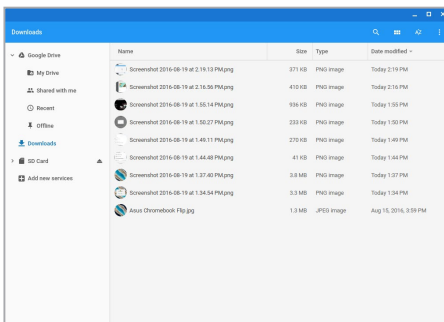 Downloads
Name Size Type Date modified
Google Drive
My Drive
Shared with me
Recent
Offline
Downloads
SD Card
Add new services
Screenshot 2016-08-19 at 2.19.13 PM.png 371 KB PNG image Today 2:19 PM
Screenshot 2016-08-19 at 2.16.56 PM.png 410 KB PNG image Today 2:16 PM
Screenshot 2016-08-19 at 1.55.14 PM.png 936 KB PNG image Today 1:55 PM
Screenshot 2016-08-19 at 1.50.27 PM.png 233 KB PNG image Today 1:50 PM
Screenshot 2016-08-19 at 1.49.11 PM.png 270 KB PNG image Today 1:49 PM
Screenshot 2016-08-19 at 1.44.48 PM.png 41 KB PNG image Today 1:44 PM
Screenshot 2016-08-19 at 1.37.40 PM.png 3.8 MB PNG image Today 1:37 PM
Screenshot 2016-08-19 at 1.34.54 PM.png 3.3 MB PNG image Today 1:34 PM
Asus Chromebook Flip.jpg 1.3 MB JPEG image Aug 15, 2016, 3:59 PM